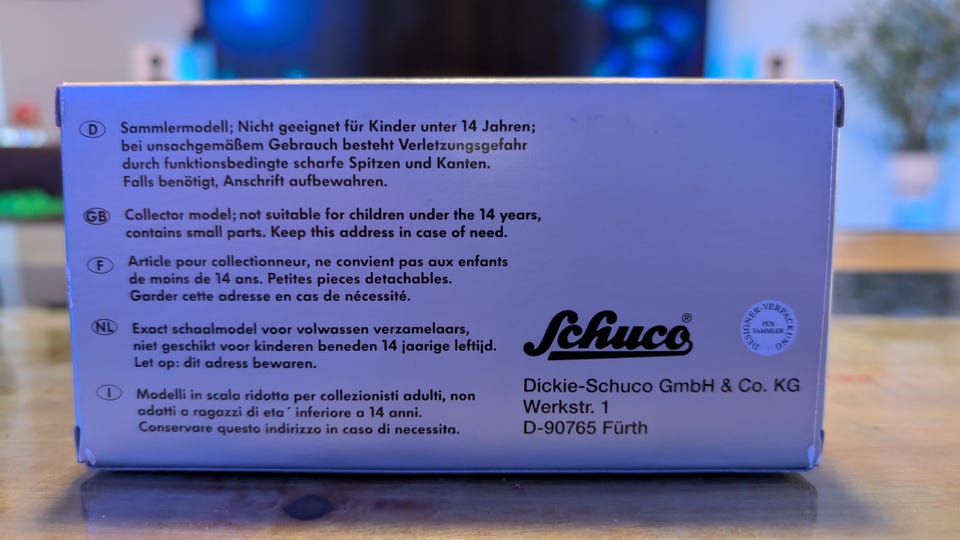 D Sammlermodell; Nicht geeignet für Kinder unter 14 Jahren;
bei unsachgemäßem Gebrauch besteht Verletzungsgefahr
durch funktionsbedingte scharfe Spitzen und Kanten.
Falls benötigt, Anschrift aufbewahren.
GB Collector model; not suitable for children under the 14 years,
contains small parts. Keep this address in case of need.
F Article pour collectionneur, ne convient pas aux enfants
de moins de 14 ans. Petites pieces detachables.
Garder cette adresse en cas de nécessité.
NL Exact schaalmodel voor volwassen verzamelaars,
niet geschikt voor kinderen beneden 14 jaarige leftijd.
Let op: dit adress bewaren.
I Modelli in scala ridotta per collezionisti adulti, non
adatti a ragazzi di eta´ inferiore a 14 anni.
Conservare questo indirizzo in caso di necessita.
Schuco®
DESIGNER-VERPACKUNG
FÜR
SAMMLER
Dickie-Schuco GmbH & Co. KG
Werkstr. 1
D-90765 Fürth